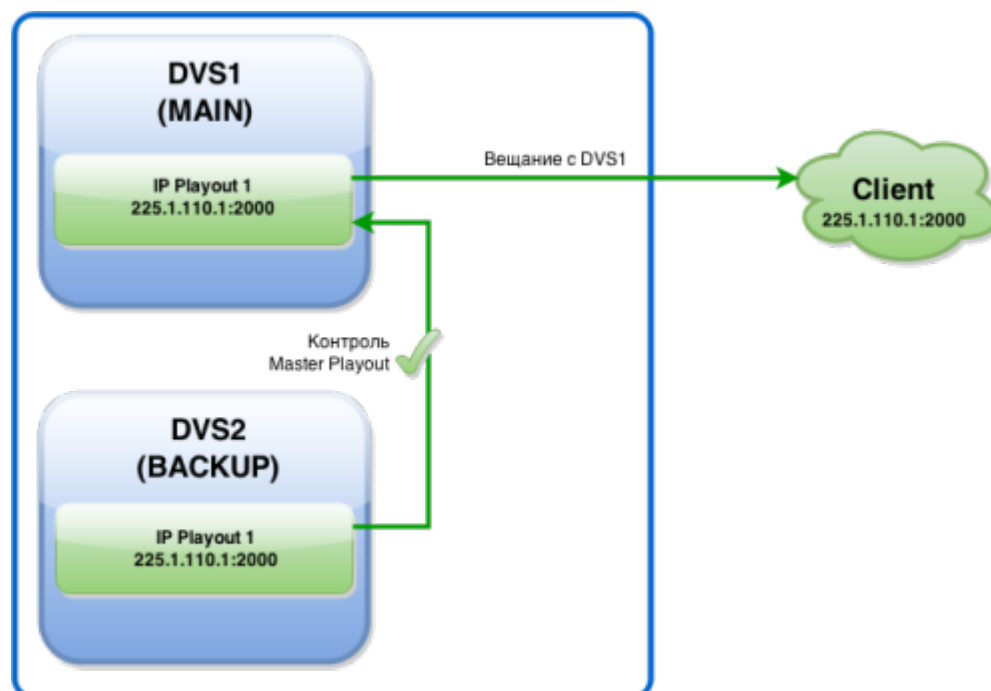 DVS1
(MAIN)
IP Playout 1
225.1.110.1:2000
Вещание с DVS1
Client
225.1.110.1:2000
Контроль
Master Playout
DVS2
(BACKUP)
IP Playout 1
225.1.110.1:2000